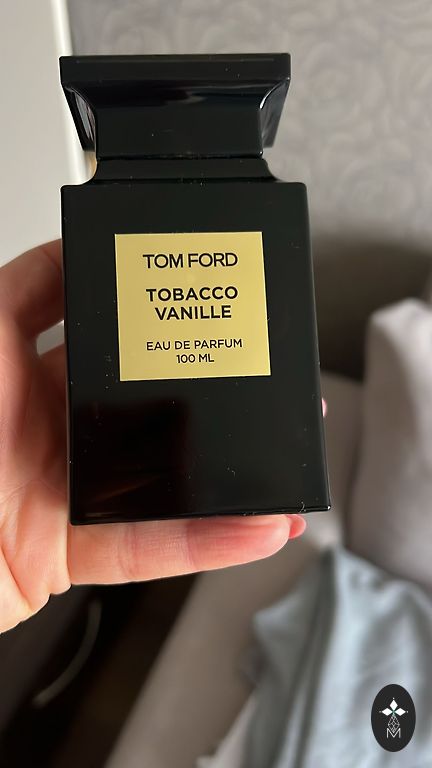 TOM FORD
TOBACCO
VANILLE
EAU DE PARFUM
100 ML
M